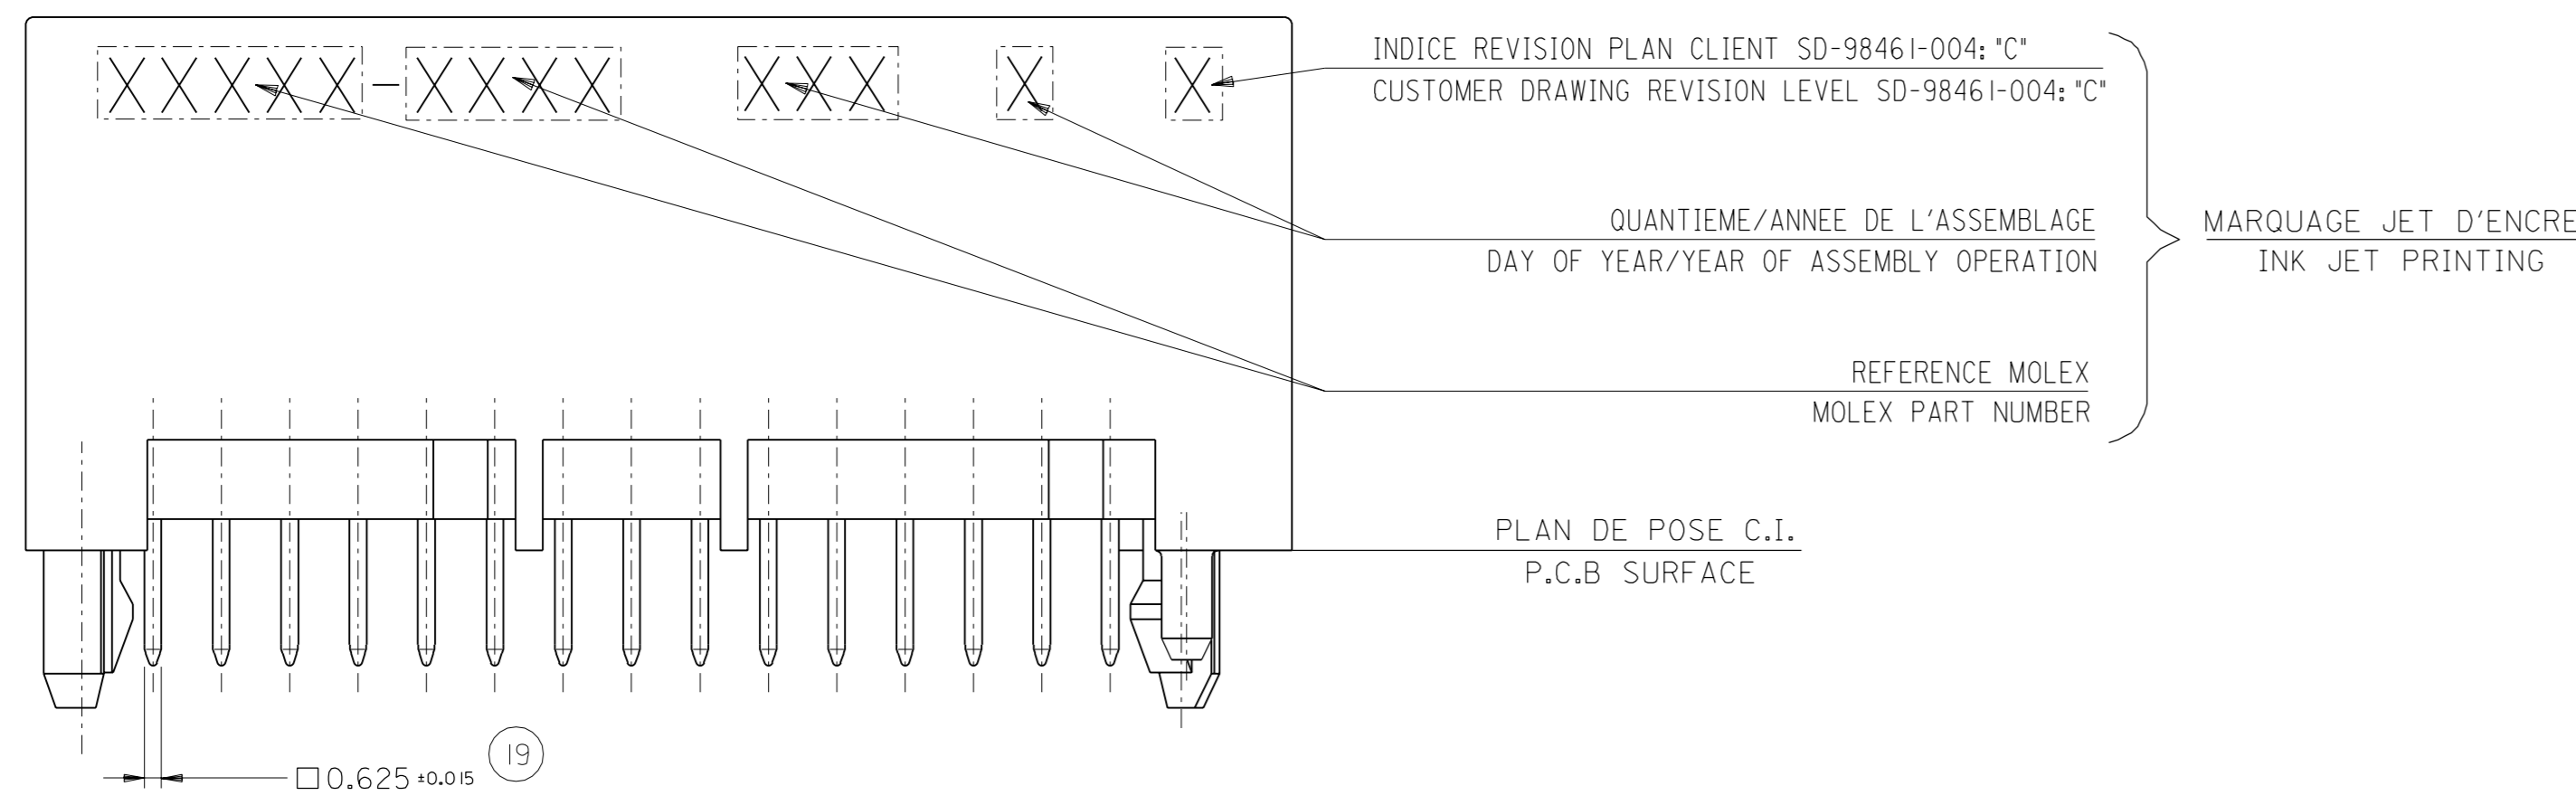 XXXXX-XXXX XXX X X
INDICE REVISION PLAN CLIENT SD-98461-004:"C"
CUSTOMER DRAWING REVISION LEVEL SD-98461-004:"C"
QUANTIEME/ANNEE DE L'ASSEMBLAGE
DAY OF YEAR/YEAR OF ASSEMBLY OPERATION
MARQUAGE JET D'ENCRE
INK JET PRINTING
REFERENCE MOLEX
MOLEX PART NUMBER
PLAN DE POSE C.I.
P.C.B SURFACE
19
□0.625 ±0.015